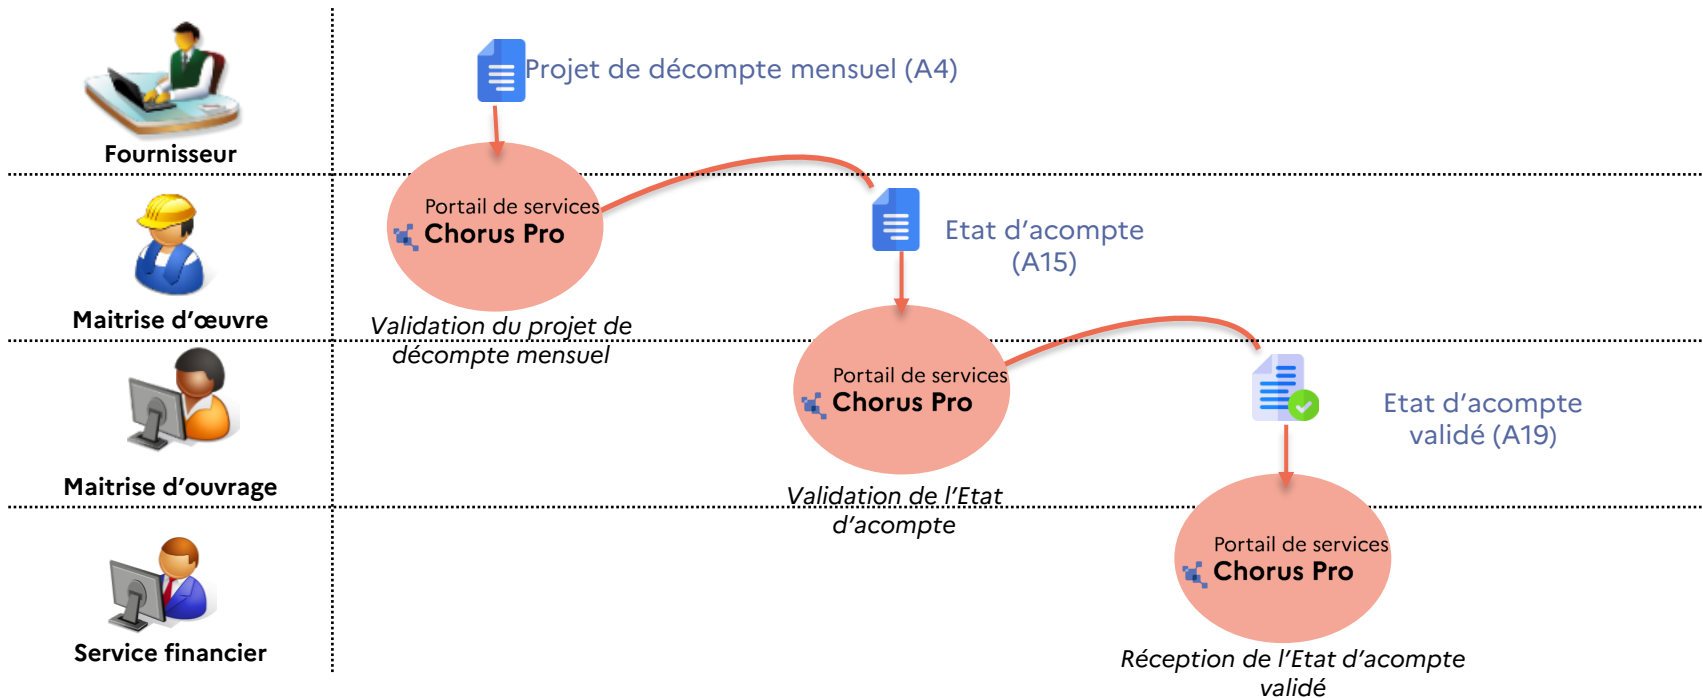 Projet de décompte mensuel (A4)
Fournisseur
Portail de services
Chorus Pro
Etat d’acompte
(A15)
Maitrise d’œuvre
Validation du projet de
décompte mensuel
Portail de services
Chorus Pro
Etat d’acompte
validé (A19)
Maitrise d’ouvrage
Validation de l’Etat
d’acompte
Portail de services
Chorus Pro
Service financier
Réception de l’Etat d’acompte
validé